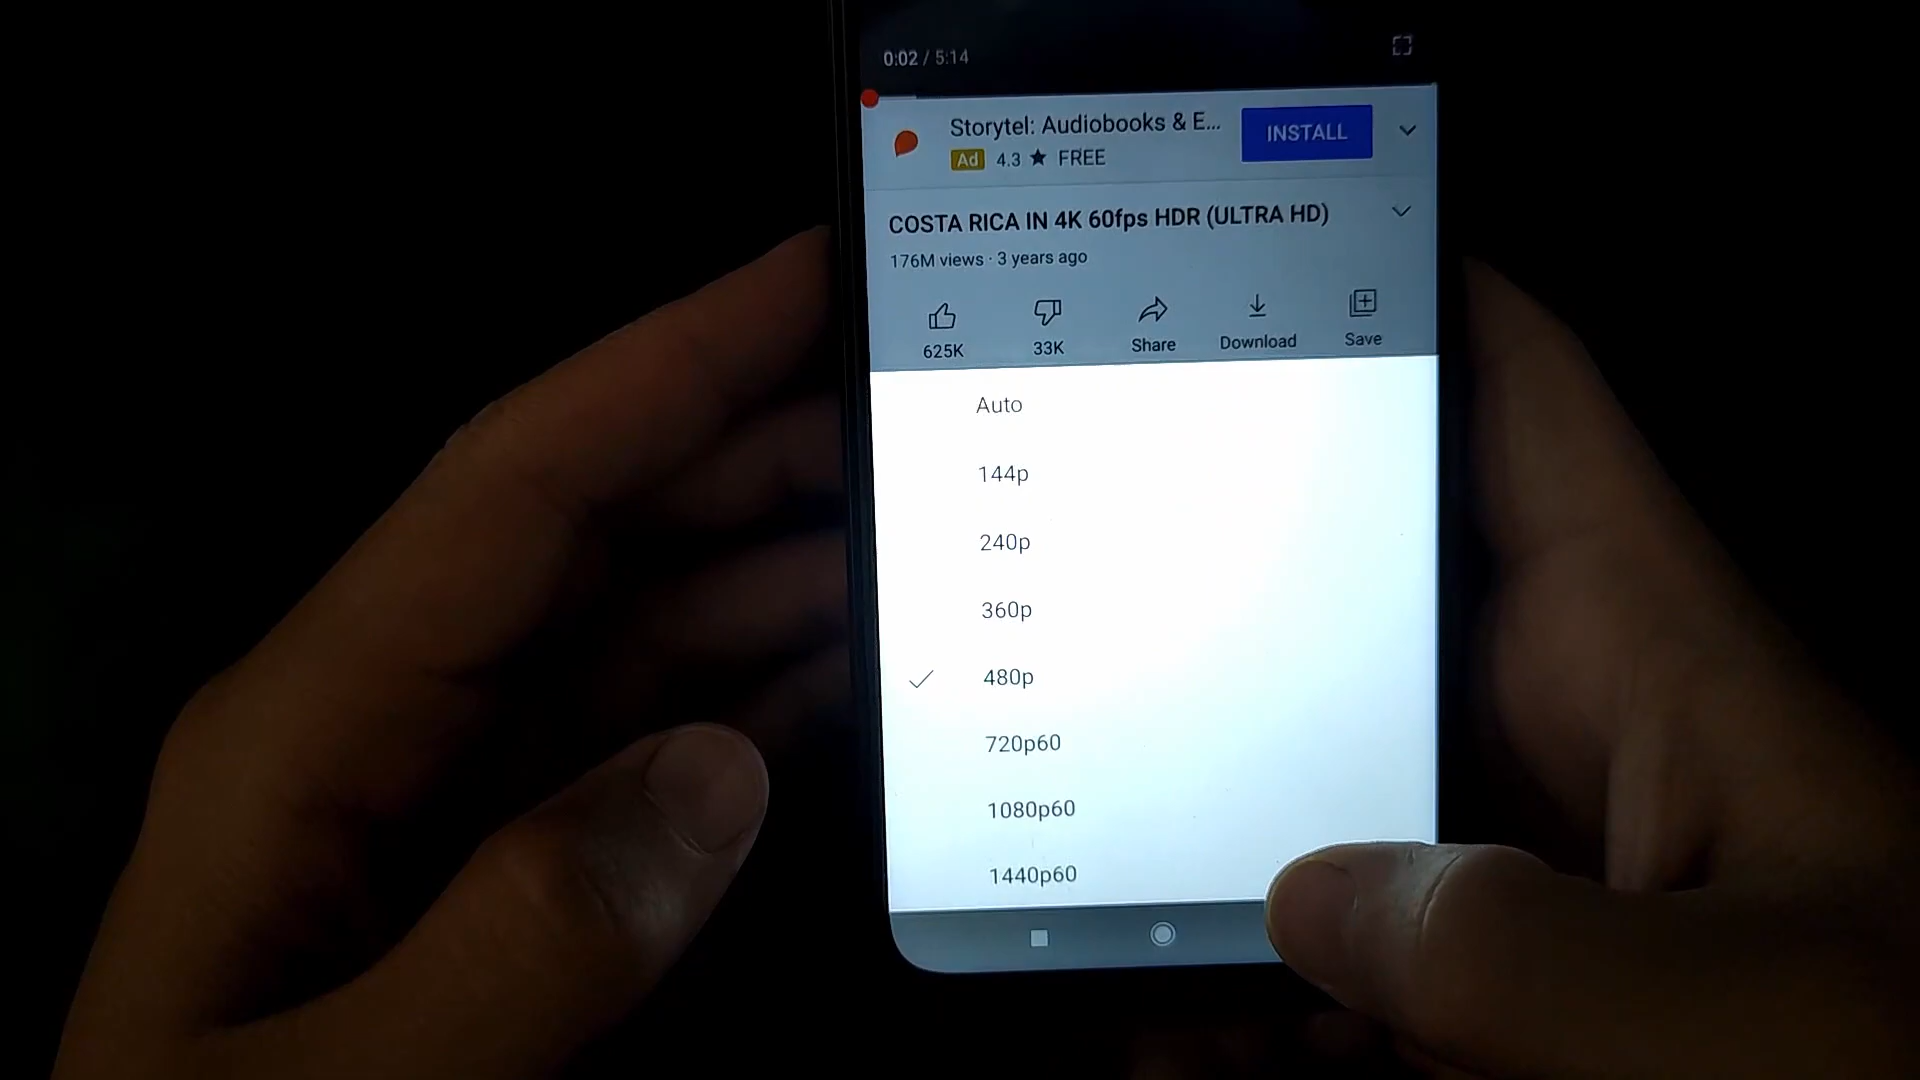 0:02 / 5:14
Storytel: Audiobooks & E...
INSTALL
Ad 4.3 ★ FREE
COSTA RICA IN 4K 60fps HDR (ULTRA HD)
176M views · 3 years ago
625K 33K Share Download Save
Auto
144p
240p
360p
480p
720p60
1080p60
1440p60